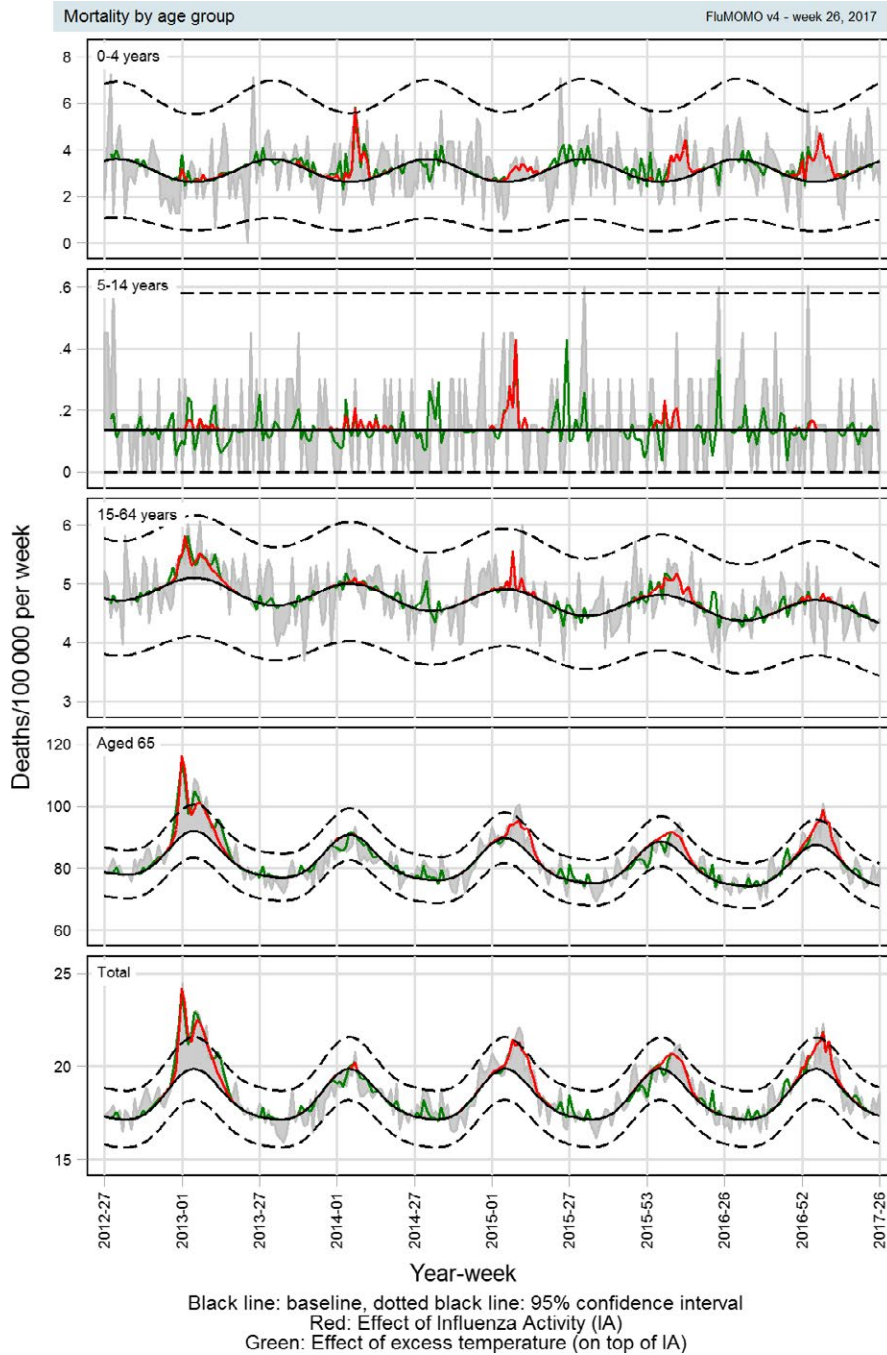 Mortality by age group
FluMOMO v4 - week 26, 2017
Deaths/100 000 per week
0-4 years
8
6
4
2
0
5-14 years
.6
.4
.2
0
15-64 years
6
5
4
3
Aged 65
120
100
80
60
Total
25
20
15
2012-27
2013-01
2013-27
2014-01
2014-27
2015-01
2015-27
2015-53
2016-26
2016-52
2017-26
Year-week
Black line: baseline, dotted black line: 95% confidence interval
Red: Effect of Influenza Activity (IA)
Green: Effect of excess temperature (on top of IA)